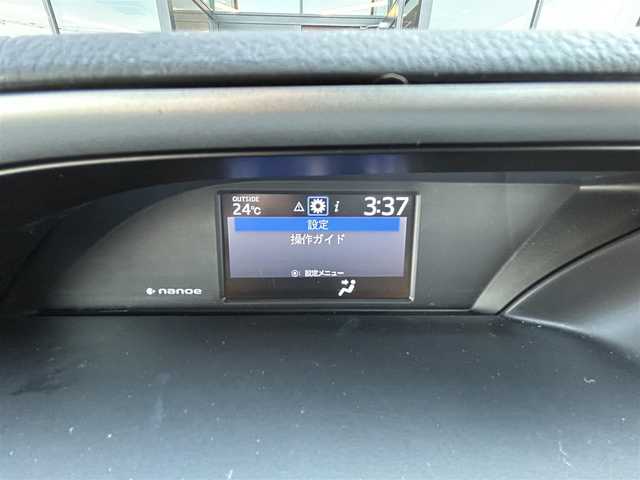 OUTSIDE
24℃ 3:37
設定
操作ガイド
◉: 設定メニュー
nanoe